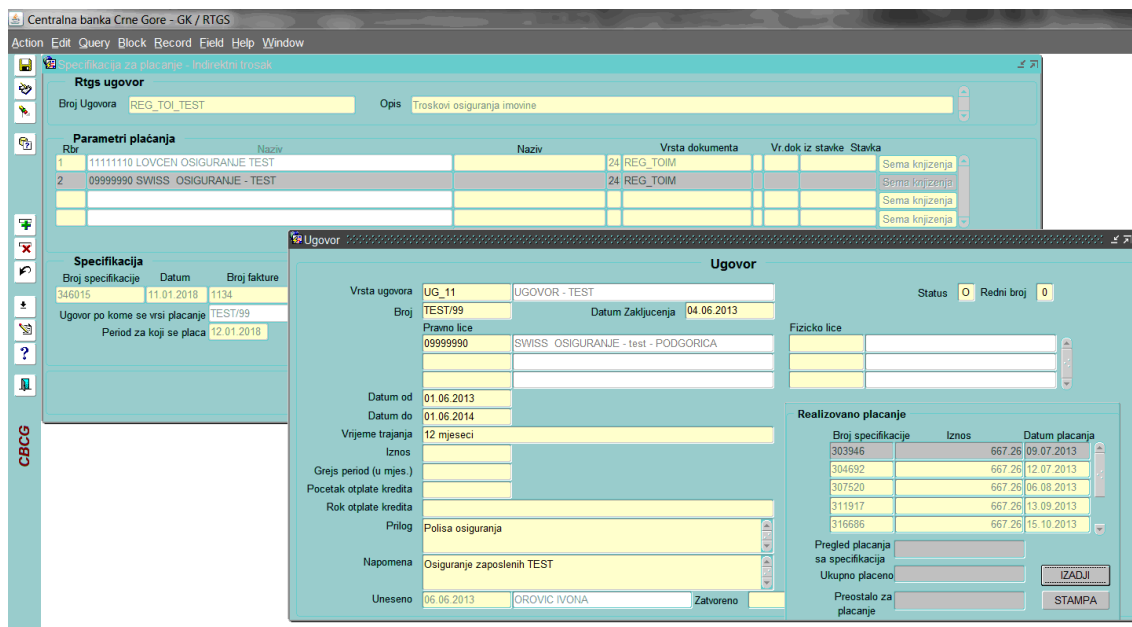 Centralna banka Crne Gore - GK / RTGS
Action Edit Query Block Record Field Help Window
Specifikacija za placanje - Indirektni trosak
Rtgs ugovor
Broj Ugovora REG_TOI_TEST Opis Troskovi osiguranja imovine
Parametri plaćanja
Rbr Naziv Naziv Vrsta dokumenta Vr.dok iz stavke Stavka
1 11111110 LOVCEN OSIGURANJE TEST 24 REG_TOIM Sema knjizenja
2 09999990 SWISS OSIGURANJE - TEST 24 REG_TOIM Sema knjizenja
Sema knjizenja
Sema knjizenja
Specifikacija
Broj specifikacije Datum Broj fakture
346015 11.01.2018 1134
Ugovor po kome se vrsi placanje TEST/99
Period za koji se placa 12.01.2018
CBCG
Ugovor
Ugovor
Vrsta ugovora UG_11 UGOVOR - TEST Status O Redni broj 0
Broj TEST/99 Datum Zakljucenja 04.06.2013
Pravno lice Fizicko lice
09999990 SWISS OSIGURANJE - test - PODGORICA
Datum od 01.06.2013
Datum do 01.06.2014
Vrijeme trajanja 12 mjeseci
Iznos
Grejs period (u mjes.)
Pocetak otplate kredita
Rok otplate kredita
Prilog Polisa osiguranja
Napomena Osiguranje zaposlenih TEST
Uneseno 06.06.2013 OROVIC IVONA Zatvoreno
Realizovano placanje
Broj specifikacije Iznos Datum placanja
303946 667.26 09.07.2013
304692 667.26 12.07.2013
307520 667.26 06.08.2013
311917 667.26 13.09.2013
316686 667.26 15.10.2013
Pregled placanja
sa specifikacija
Ukupno placeno IZADJI
Preostalo za
placanje STAMPA